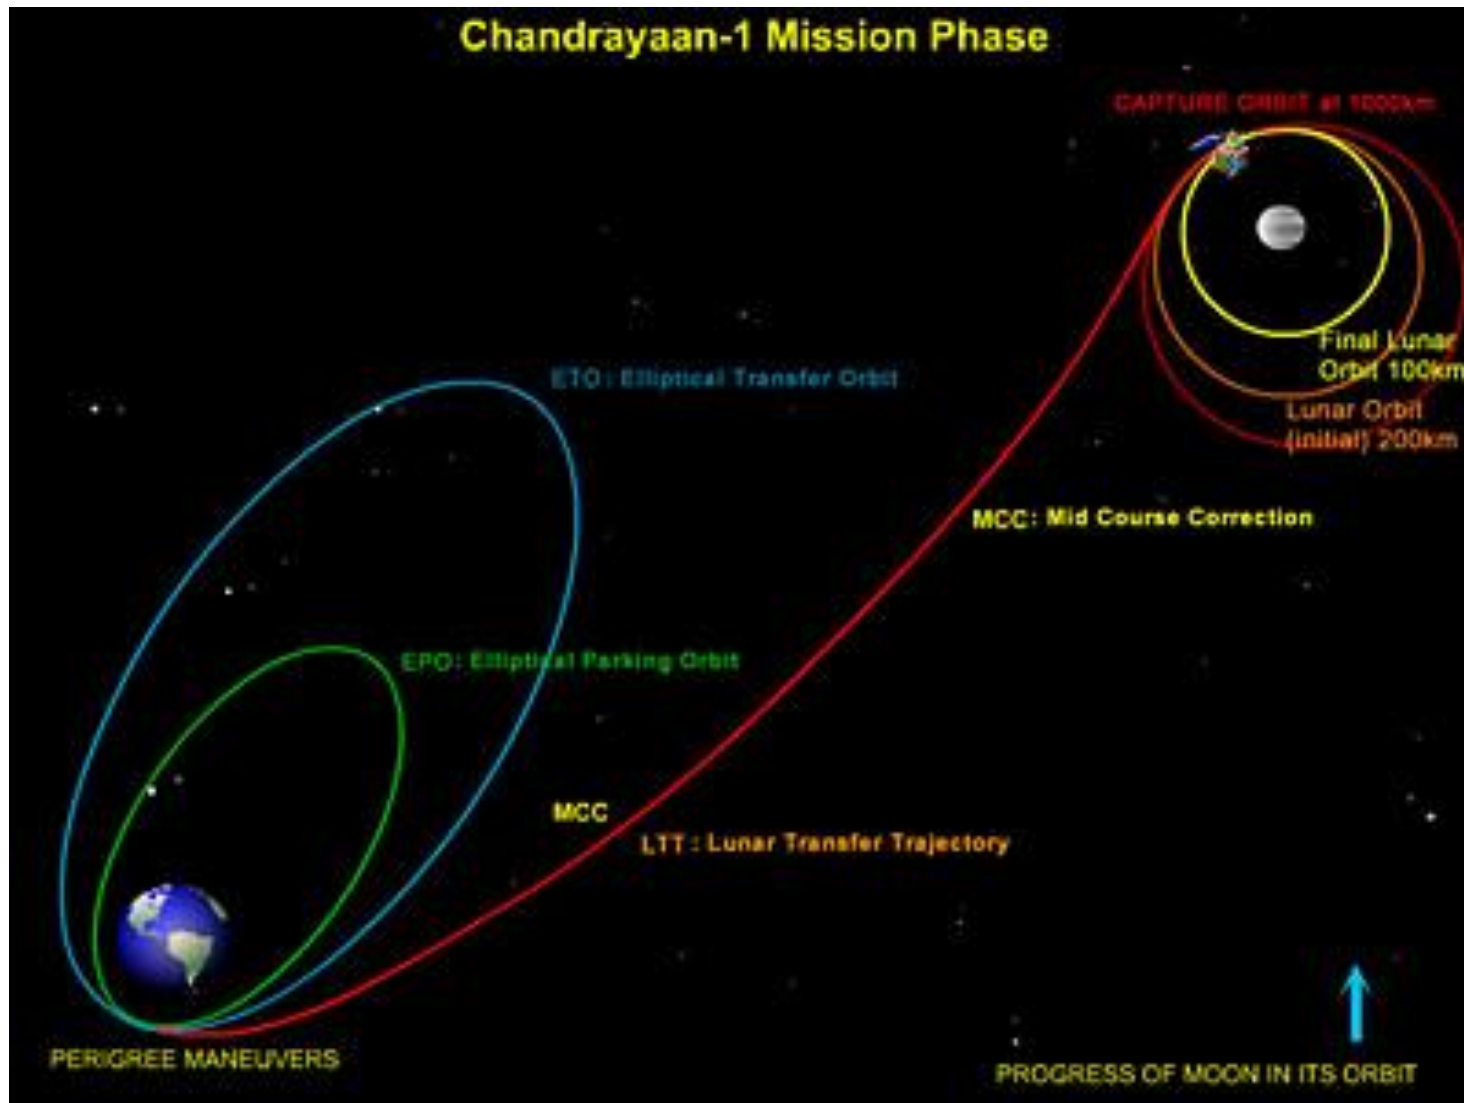 Chandrayaan-1 Mission Phase
CAPTURE ORBIT at 1000km
Final Lunar
Orbit 100km
ETO : Elliptical Transfer Orbit
Lunar Orbit
(initial) 200km
MCC : Mid Course Correction
EPO: Elliptical Parking Orbit
MCC
LTT : Lunar Transfer Trajectory
PERIGREE MANEUVERS
PROGRESS OF MOON IN ITS ORBIT